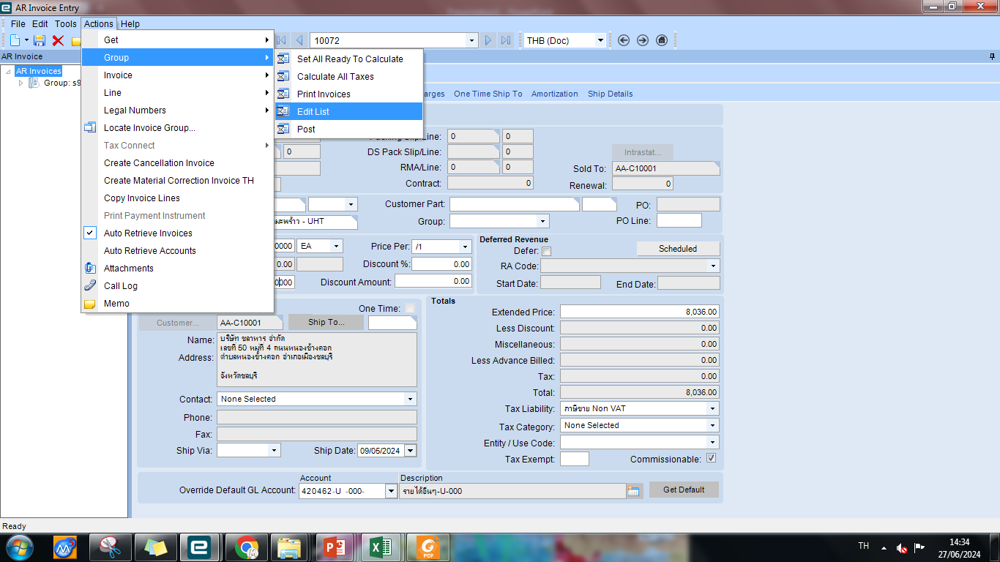 AR Invoice Entry
File Edit Tools Actions Help
10072
THB (Doc)
AR Invoice
AR Invoices
Group: s9
Get
Group
Invoice
Line
Legal Numbers
Locate Invoice Group...
Tax Connect
Create Cancellation Invoice
Create Material Correction Invoice TH
Copy Invoice Lines
Print Payment Instrument
Auto Retrieve Invoices
Auto Retrieve Accounts
Attachments
Call Log
Memo
Set All Ready To Calculate
Calculate All Taxes
Print Invoices
Edit List
Post
arges One Time Ship To Amortization Ship Details
Packing Slip/Line: 0 0
0 DS Pack Slip/Line: 0 Intrastat...
RMA/Line: 0 0 Sold To: AA-C10001
Contract: 0 Renewal: 0
Customer Part: PO:
มะพร้าว - UHT Group: PO Line:
0000 EA Price Per: /1
0.00 Discount %: 0.00
0000 Discount Amount: 0.00
Deferred Revenue
Defer: Scheduled
RA Code:
Start Date: End Date:
One Time:
Customer... AA-C10001 Ship To...
Name: บริษัท ชลาหาร จำกัด
เลขที่ 50 หมู่ที่ 4 ถนนหนองข้างคอก
Address: ตำบลหนองข้างคอก อำเภอเมืองชลบุรี
จังหวัดชลบุรี
Contact: None Selected
Phone:
Fax:
Ship Via: Ship Date: 09/05/2024
Totals
Extended Price: 8,036.00
Less Discount: 0.00
Miscellaneous: 0.00
Less Advance Billed: 0.00
Tax: 0.00
Total: 8,036.00
Tax Liability: ภาษีขาย Non VAT
Tax Category: None Selected
Entity / Use Code:
Tax Exempt: Commissionable:
Account Description
Override Default GL Account: 420462-U -000- รายได้อื่นๆ-U-000 Get Default
Ready
PDF
TH
14:34
27/06/2024